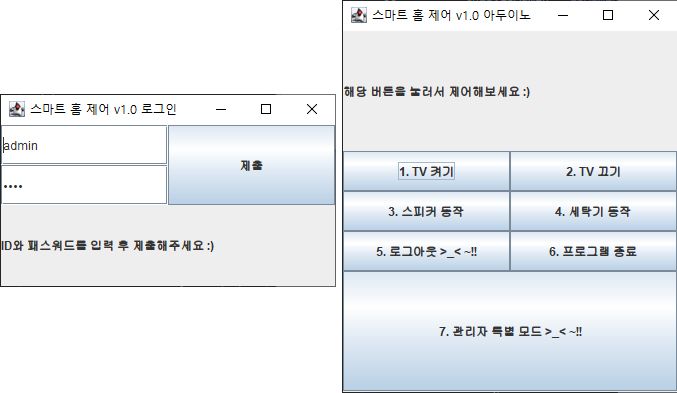 스마트 홈 제어 v1.0 로그인
admin
••••
제출
ID와 패스워드를 입력 후 제출해주세요 :)
스마트 홈 제어 v1.0 아두이노
해당 버튼을 눌러서 제어해보세요 :)
1. TV 켜기
2. TV 끄기
3. 스피커 동작
4. 세탁기 동작
5. 로그아웃 >_< ~!!
6. 프로그램 종료
7. 관리자 특별 모드 >_< ~!!